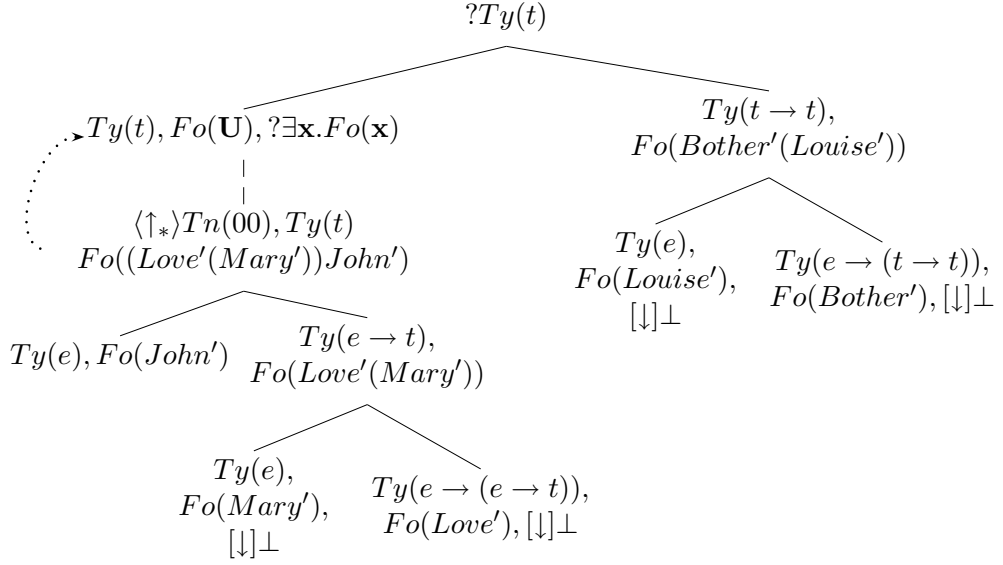 ?Ty(t)
Ty(t), Fo(U), ?∃x.Fo(x)
Ty(t → t),
Fo(Bother′(Louise′))
⟨↑*⟩Tn(00), Ty(t)
Fo((Love′(Mary′))John′)
Ty(e),
Fo(Louise′),
[↓]⊥
Ty(e → (t → t)),
Fo(Bother′), [↓]⊥
Ty(e), Fo(John′)
Ty(e → t),
Fo(Love′(Mary′))
Ty(e),
Fo(Mary′),
[↓]⊥
Ty(e → (e → t)),
Fo(Love′), [↓]⊥